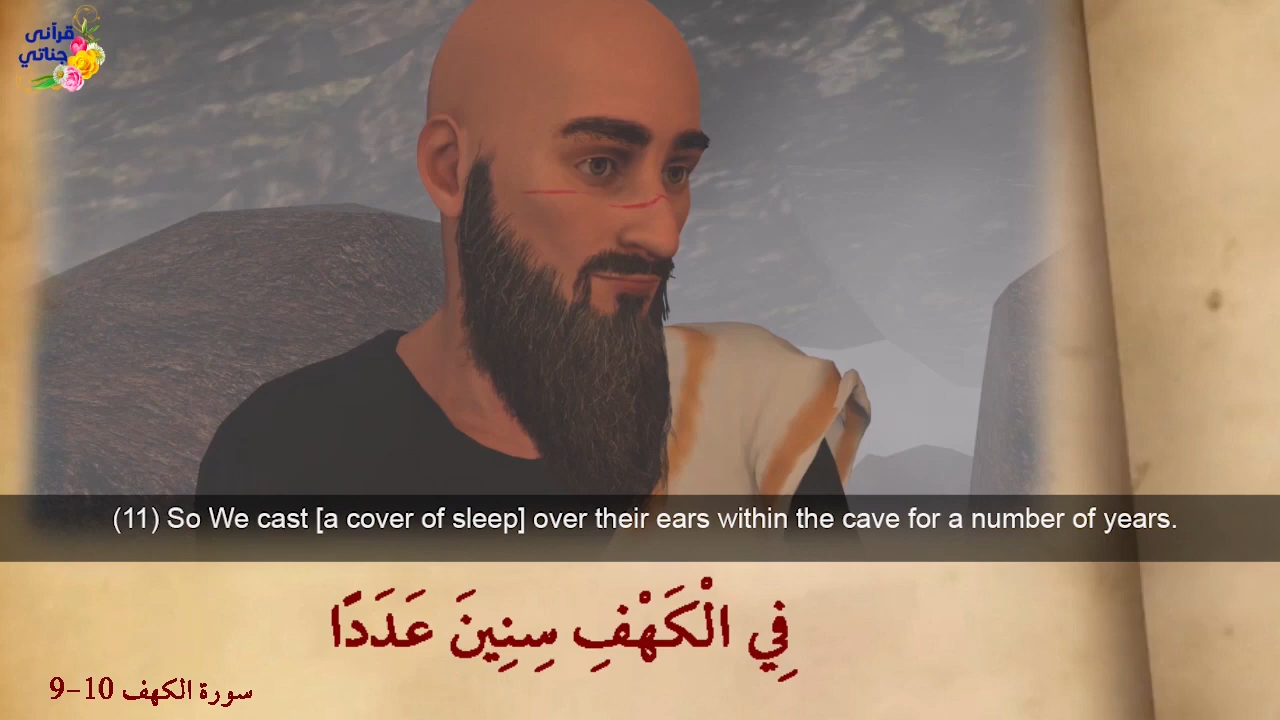 قرآنی
جناتي
(11) So We cast [a cover of sleep] over their ears within the cave for a number of years.
فِي الْكَهْفِ سِنِينَ عَدَدًا
سورة الكهف 10-9